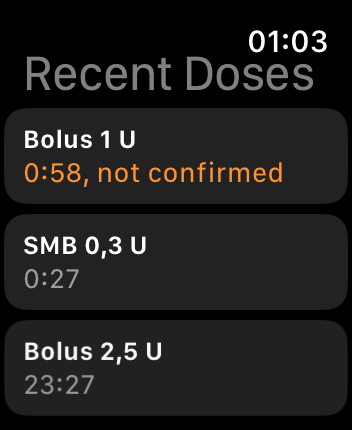 01:03
Recent Doses
Bolus 1 U
0:58, not confirmed
SMB 0,3 U
0:27
Bolus 2,5 U
23:27